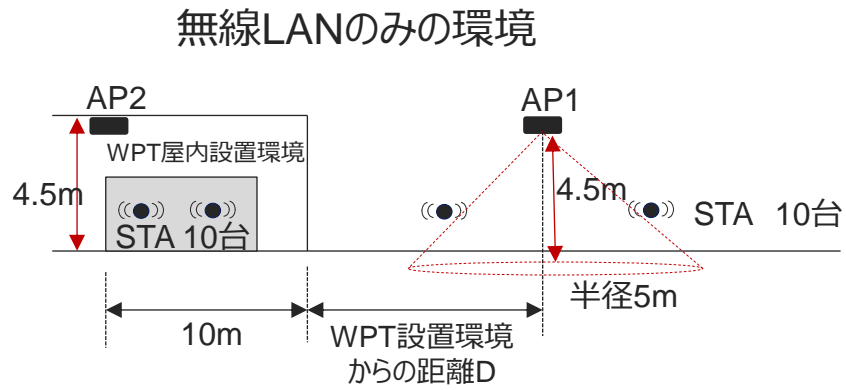 無線LANのみの環境
AP2
AP1
WPT屋内設置環境
4.5m
4.5m
STA 10台
STA 10台
半径5m
10m
WPT設置環境
からの距離D